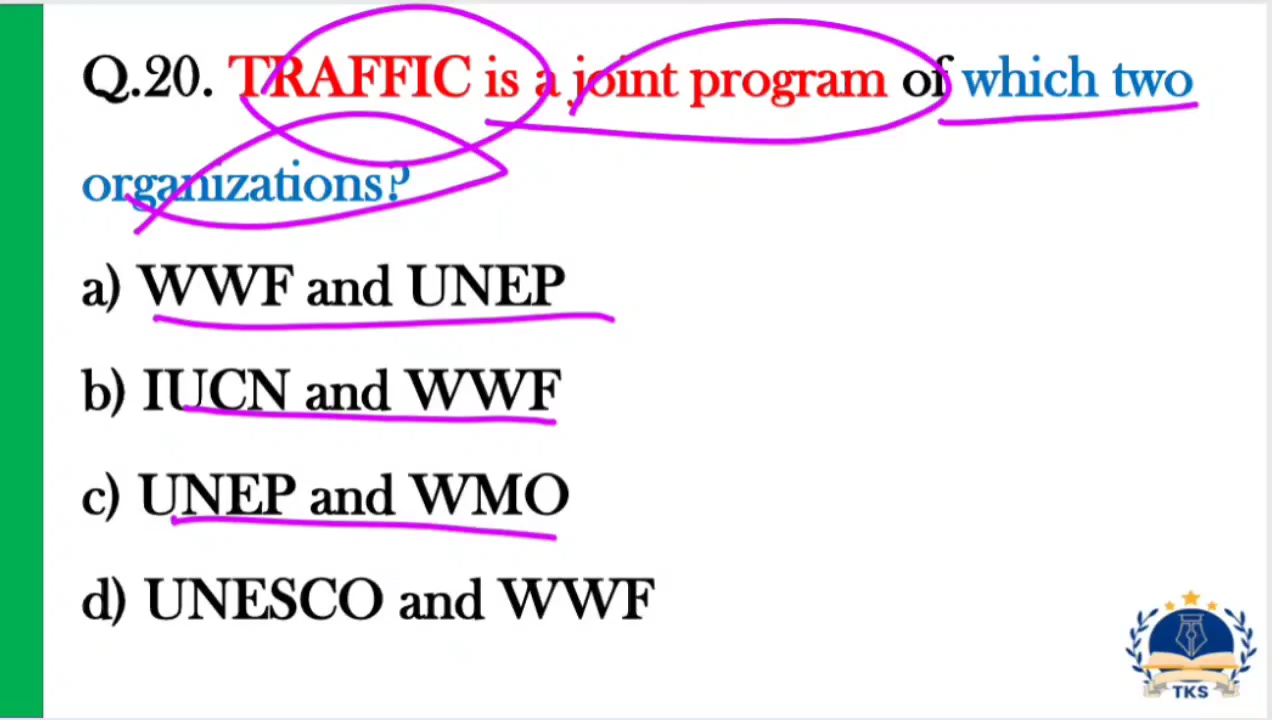 Q.20. TRAFFIC is a joint program of which two
organizations?
a) WWF and UNEP
b) IUCN and WWF
c) UNEP and WMO
d) UNESCO and WWF
TKS